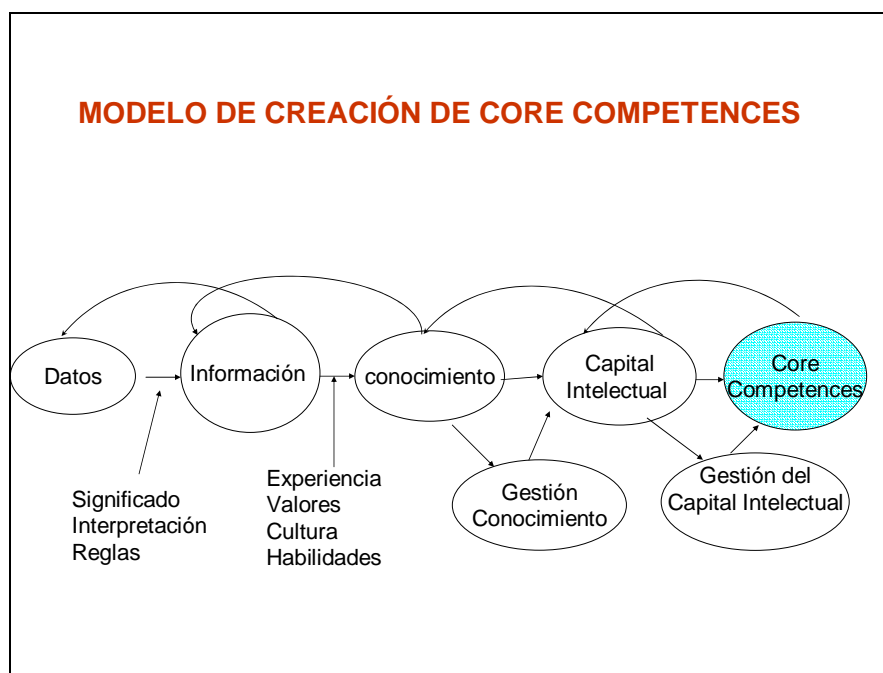 MODELO DE CREACIÓN DE CORE COMPETENCES
Datos
Información
conocimiento
Capital
Intelectual
Core
Competences
Significado
Interpretación
Reglas
Experiencia
Valores
Cultura
Habilidades
Gestión
Conocimiento
Gestión del
Capital Intelectual